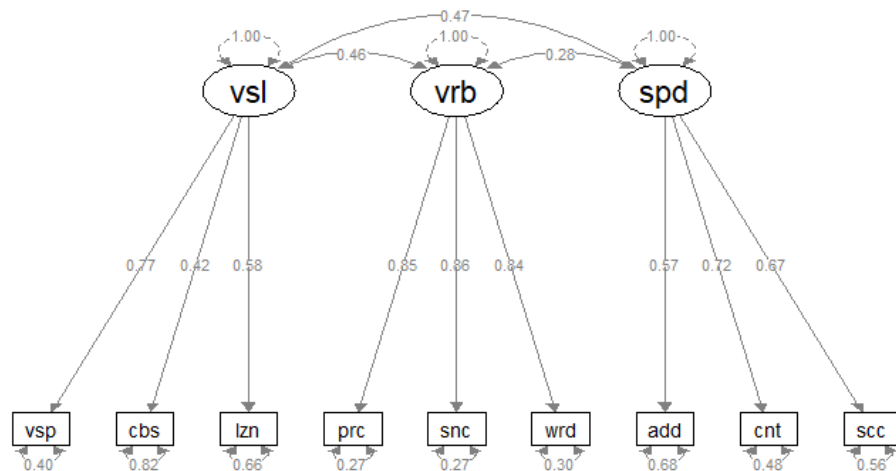 0.47
1.00 0.46 1.00 0.28 1.00
vsl vrb spd
0.77 0.42 0.58 0.85 0.86 0.84 0.57 0.72 0.67
vsp cbs lzn prc snc wrd add cnt scc
0.40 0.82 0.66 0.27 0.27 0.30 0.68 0.48 0.56